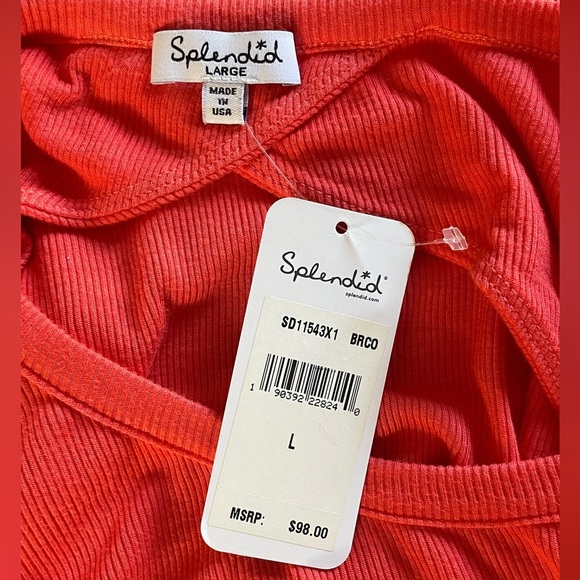 Splendid
LARGE
MADE
IN
USA
Splendid®
splendid.com
SD11543X1 BRCO
1 90392 22824 0
L
MSRP: $98.00